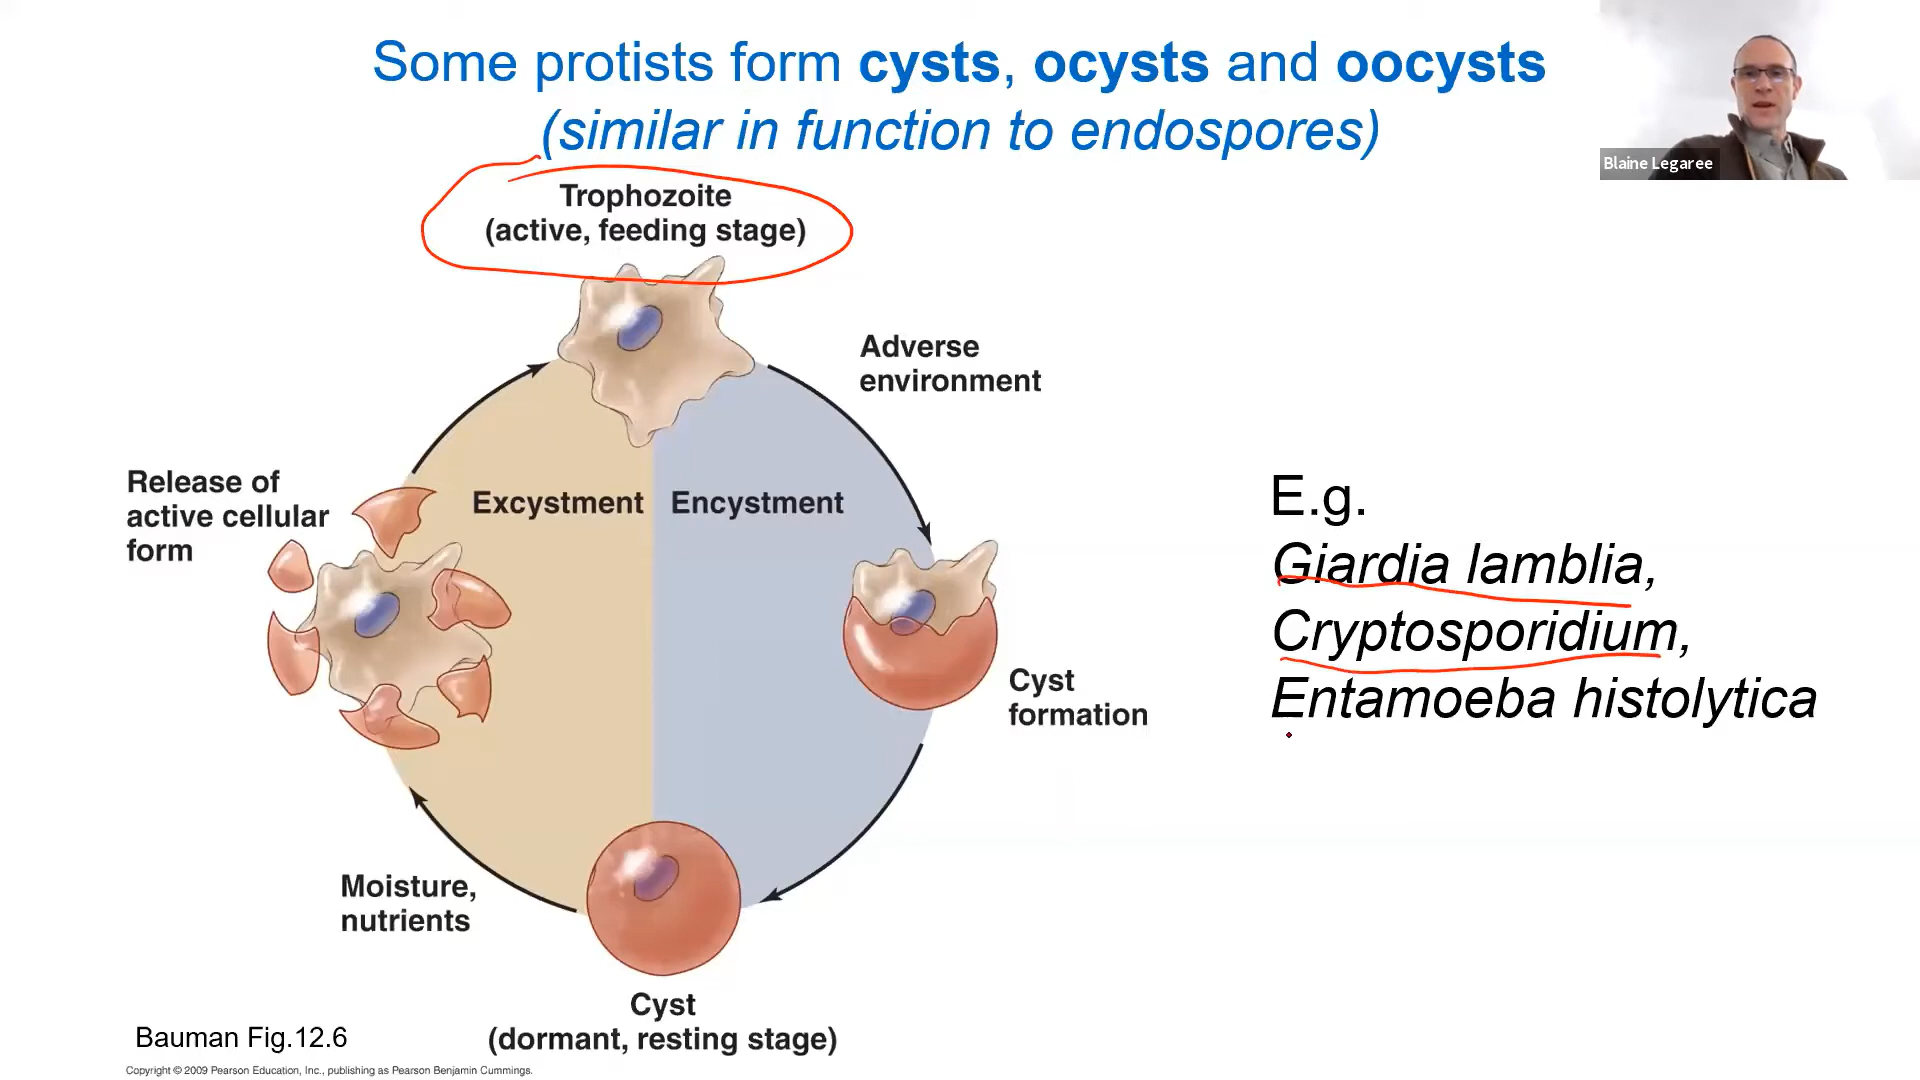 Some protists form cysts, ocysts and oocysts
(similar in function to endospores)
Blaine Legaree
Trophozoite
(active, feeding stage)
Adverse
environment
Release of
active cellular
form
Excystment
Encystment
E.g.
Giardia lamblia,
Cryptosporidium,
Entamoeba histolytica
Cyst
formation
Moisture,
nutrients
Cyst
(dormant, resting stage)
Bauman Fig.12.6
Copyright © 2009 Pearson Education, Inc., publishing as Pearson Benjamin Cummings.